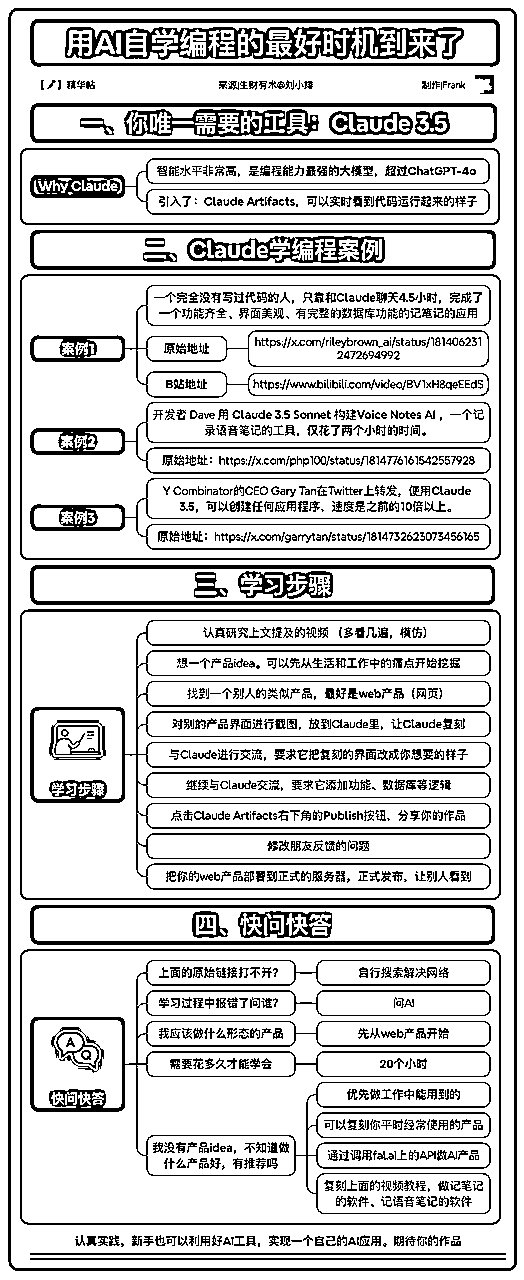 用AI自学编程的最好时机到来了
【🖊】精华帖
来源|生财有术@刘小排
制作|Frank
一、你唯一需要的工具：Claude 3.5
Why Claude
智能水平非常高，是编程能力最强的大模型，超过ChatGPT-4o
引入了：Claude Artifacts，可以实时看到代码运行起来的样子
二、Claude学编程案例
案例1
一个完全没有写过代码的人，只靠和Claude聊天4.5小时，完成了
一个功能齐全、界面美观、有完整的数据库功能的记笔记的应用
原始地址
https://x.com/rileybrown_ai/status/181406231
2472694992
B站地址
https://www.bilibili.com/video/BV1xH8qeEEdS
案例2
开发者 Dave 用 Claude 3.5 Sonnet 构建Voice Notes AI ，一个记
录语音笔记的工具，仅花了两个小时的时间。
原始地址：https://x.com/php100/status/1814776161542557928
案例3
Y Combinator的CEO Gary Tan在Twitter上转发，使用Claude
3.5，可以创建任何应用程序、速度是之前的10倍以上。
原始地址：https://x.com/garrytan/status/1814732623073456165
三、学习步骤
学习步骤
认真研究上文提及的视频 （多看几遍，模仿）
想一个产品idea。可以先从生活和工作中的痛点开始挖掘
找到一个别人的类似产品，最好是web产品（网页）
对别的产品界面进行截图，放到Claude里，让Claude复刻
与Claude进行交流，要求它把复刻的界面改成你想要的样子
继续与Claude交流，要求它添加功能、数据库等逻辑
点击Claude Artifacts右下角的Publish按钮、分享你的作品
修改朋友反馈的问题
把你的web产品部署到正式的服务器，正式发布，让别人看到
四、快问快答
A
Q
快问快答
上面的原始链接打不开？
自行搜索解决网络
学习过程中报错了问谁？
问AI
我应该做什么形态的产品
先从web产品开始
需要花多久才能学会
20个小时
我没有产品idea，不知道做
什么产品好，有推荐吗
优先做工作中能用到的
可以复刻你平时经常使用的产品
通过调用fal.ai上的API做AI产品
复刻上面的视频教程，做记笔记
的软件、记语音笔记的软件
认真实践，新手也可以利用好AI工具，实现一个自己的AI应用。期待你的作品